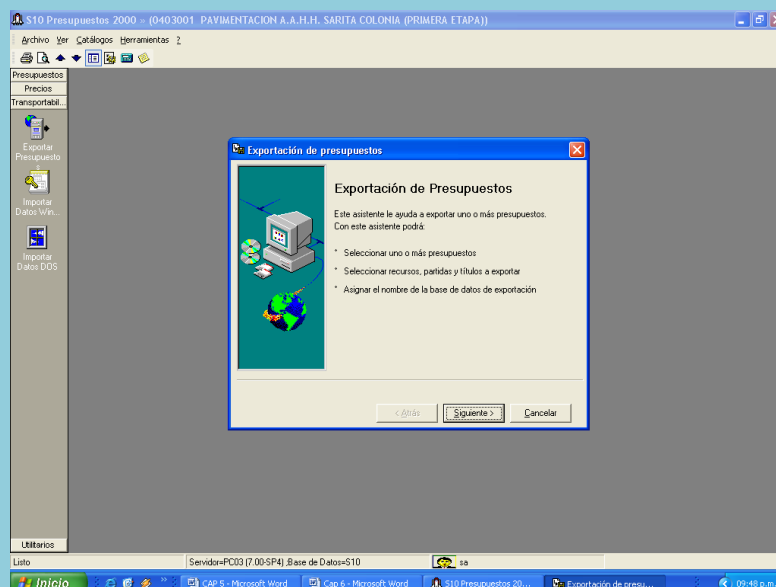 S10 Presupuestos 2000 - (0403001 PAVIMENTACION A.A.H.H. SARITA COLONIA (PRIMERA ETAPA))
Archivo Ver Catálogos Herramientas ?
Presupuestos
Precios
Transportabil...
Exportar
Presupuesto
s
Importar
Datos Win...
Importar
Datos DOS
Exportación de presupuestos
Exportación de Presupuestos
Este asistente le ayuda a exportar uno o más presupuestos.
Con este asistente podrá:
* Seleccionar uno o más presupuestos
* Seleccionar recursos, partidas y títulos a exportar
* Asignar el nombre de la base de datos de exportación
< Atrás Siguiente > Cancelar
Utilitarios
Listo Servidor=PC03 (7.00-SP4) ;Base de Datos=S10 sa
Inicio » CAP 5 - Microsoft Word Cap 6 - Microsoft Word S10 Presupuestos 20... Exportación de presu... 09:48 p.m.